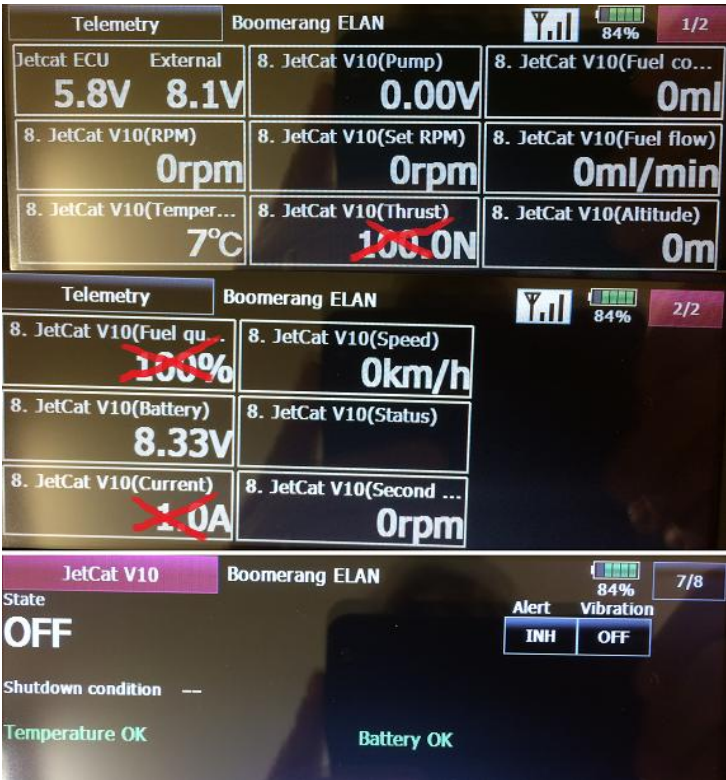 Telemetry Boomerang ELAN 84% 1/2
Jetcat ECU External 8. JetCat V10(Pump) 8. JetCat V10(Fuel co...
5.8V 8.1V 0.00V 0ml
8. JetCat V10(RPM) 8. JetCat V10(Set RPM) 8. JetCat V10(Fuel flow)
0rpm 0rpm 0ml/min
8. JetCat V10(Temper... 8. JetCat V10(Thrust) 8. JetCat V10(Altitude)
7°C 100.0N 0m
Telemetry Boomerang ELAN 84% 2/2
8. JetCat V10(Fuel qu... 8. JetCat V10(Speed)
100% 0km/h
8. JetCat V10(Battery) 8. JetCat V10(Status)
8.33V
8. JetCat V10(Current) 8. JetCat V10(Second ...
1.0A 0rpm
JetCat V10 Boomerang ELAN 84% 7/8
State Alert Vibration
OFF INH OFF
Shutdown condition --
Temperature OK Battery OK